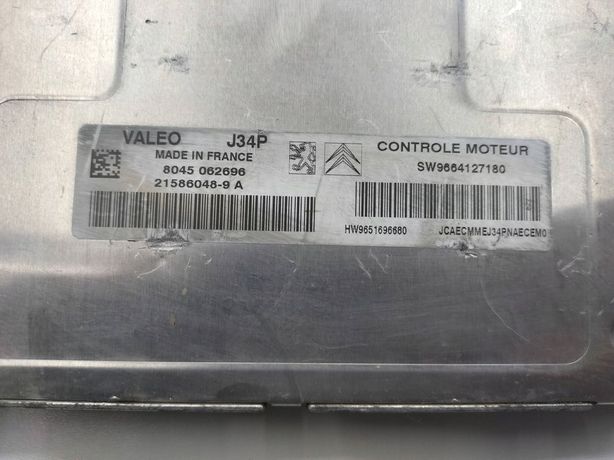 VALEO J34P
MADE IN FRANCE
8045 062696
21586048-9 A
CONTROLE MOTEUR
SW9664127180
HW9651696680 JCAECMMEJ34PNAECEM0